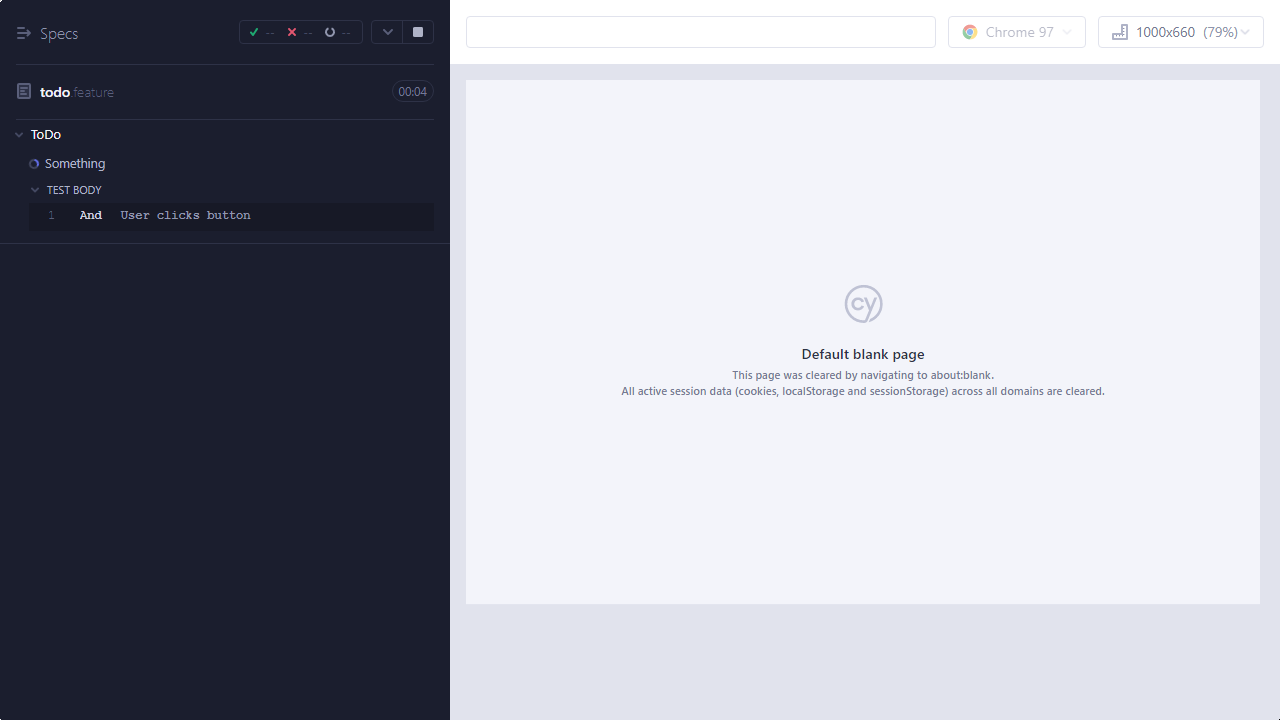 Specs -- -- --
todo.feature 00:04
ToDo
Something
TEST BODY
1 And User clicks button
Chrome 97 1000x660 (79%)
cy
Default blank page
This page was cleared by navigating to about:blank.
All active session data (cookies, localStorage and sessionStorage) across all domains are cleared.